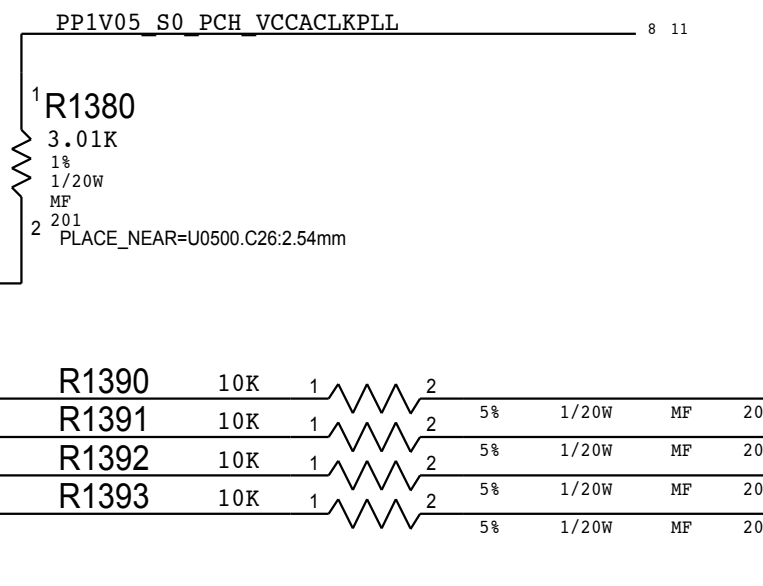 PP1V05_S0_PCH_VCCACLKPLL 8 11
1 R1380
3.01K
1%
1/20W
MF
2 201
PLACE_NEAR=U0500.C26:2.54mm
R1390 10K 1 2
5% 1/20W MF 20
R1391 10K 1 2
5% 1/20W MF 20
R1392 10K 1 2
5% 1/20W MF 20
R1393 10K 1 2
5% 1/20W MF 20